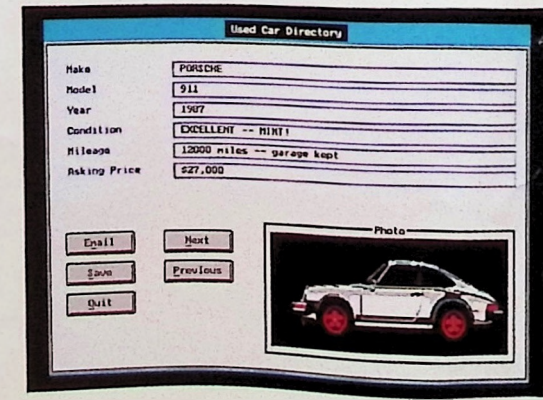 Used Car Directory
Make PORSCHE
Model 911
Year 1987
Condition EXCELLENT -- MINT!
Mileage 12000 miles -- garage kept
Asking Price $27,000
Email Next
Save Previous
Quit
Photo